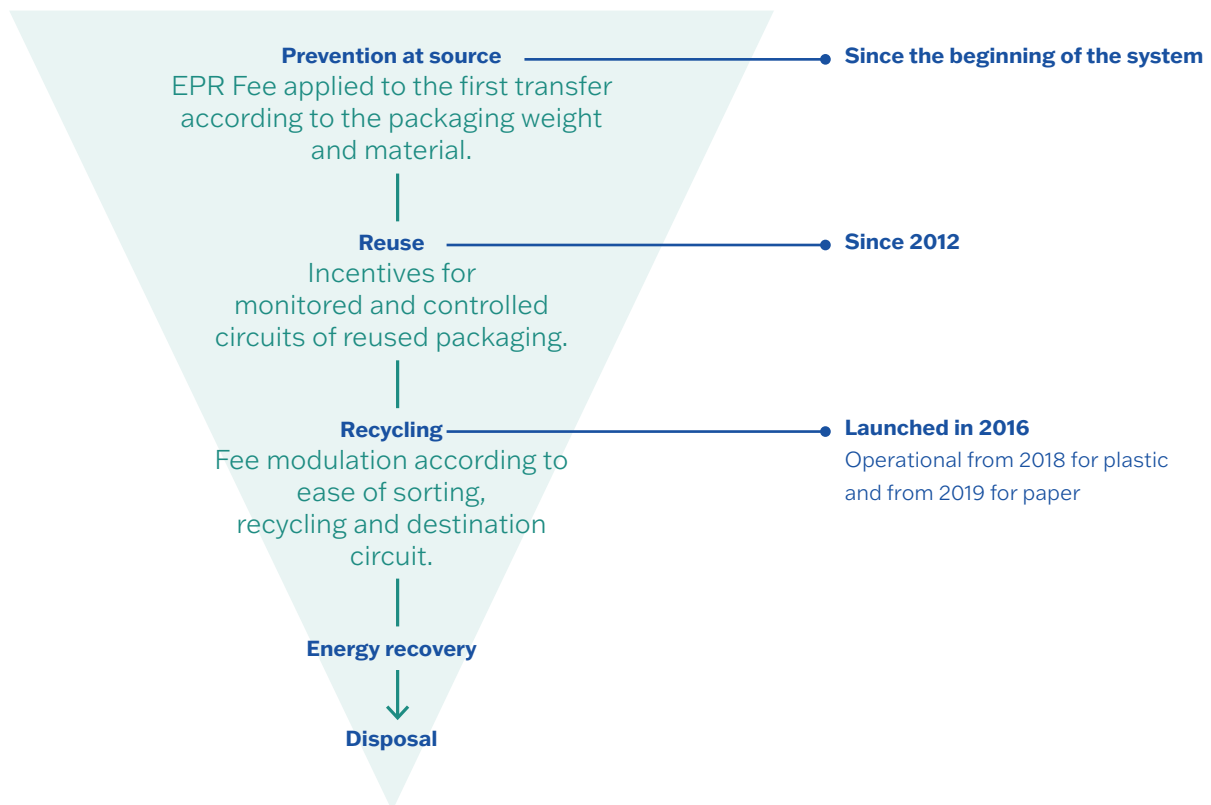 Prevention at source
Since the beginning of the system
EPR Fee applied to the first transfer
according to the packaging weight
and material.
Reuse
Since 2012
Incentives for
monitored and controlled
circuits of reused packaging.
Recycling
Launched in 2016
Operational from 2018 for plastic
and from 2019 for paper
Fee modulation according to
ease of sorting,
recycling and destination
circuit.
Energy recovery
Disposal